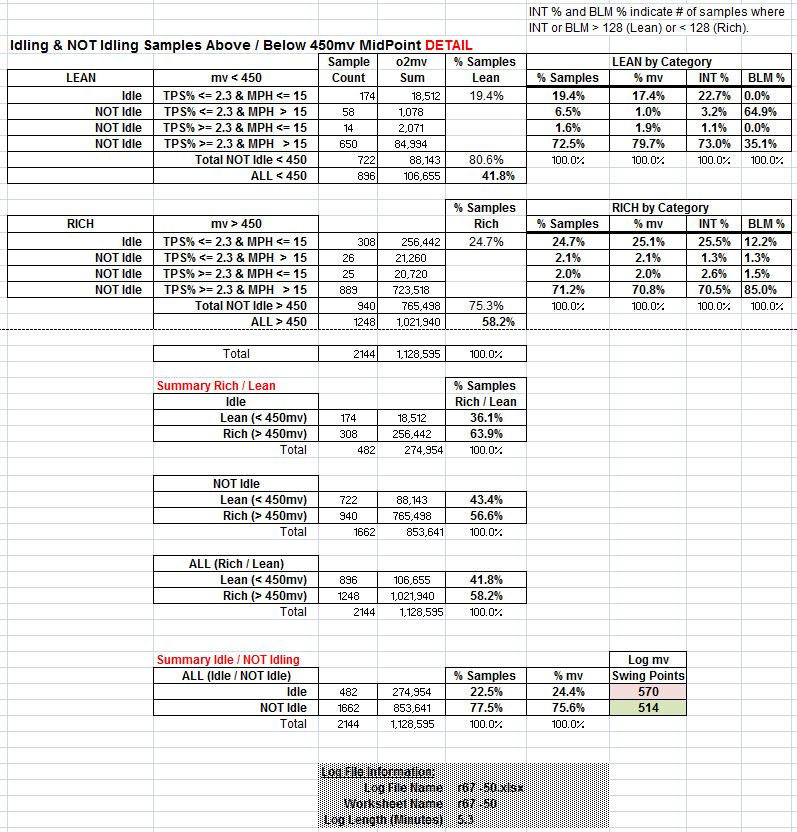 INT % and BLM % indicate # of samples where
INT or BLM > 128 (Lean) or < 128 (Rich).
Idling & NOT Idling Samples Above / Below 450mv MidPoint DETAIL
Sample o2mv % Samples LEAN by Category
LEAN mv < 450 Count Sum Lean % Samples % mv INT % BLM %
Idle TPS% <= 2.3 & MPH <= 15 174 18,512 19.4% 19.4% 17.4% 22.7% 0.0%
NOT Idle TPS% <= 2.3 & MPH > 15 58 1,078 6.5% 1.0% 3.2% 64.9%
NOT Idle TPS% >= 2.3 & MPH <= 15 14 2,071 1.6% 1.9% 1.1% 0.0%
NOT Idle TPS% >= 2.3 & MPH > 15 650 84,994 72.5% 79.7% 73.0% 35.1%
Total NOT Idle < 450 722 88,143 80.6% 100.0% 100.0% 100.0% 100.0%
ALL < 450 896 106,655 41.8%
% Samples RICH by Category
RICH mv > 450 Rich % Samples % mv INT % BLM %
Idle TPS% <= 2.3 & MPH <= 15 308 256,442 24.7% 24.7% 25.1% 25.5% 12.2%
NOT Idle TPS% <= 2.3 & MPH > 15 26 21,260 2.1% 2.1% 1.3% 1.3%
NOT Idle TPS% >= 2.3 & MPH <= 15 25 20,720 2.0% 2.0% 2.6% 1.5%
NOT Idle TPS% >= 2.3 & MPH > 15 889 723,518 71.2% 70.8% 70.5% 85.0%
Total NOT Idle > 450 940 765,498 75.3% 100.0% 100.0% 100.0% 100.0%
ALL > 450 1248 1,021,940 58.2%
Total 2144 1,128,595 100.0%
Summary Rich / Lean % Samples
Idle Rich / Lean
Lean (< 450mv) 174 18,512 36.1%
Rich (> 450mv) 308 256,442 63.9%
Total 482 274,954 100.0%
NOT Idle
Lean (< 450mv) 722 88,143 43.4%
Rich (> 450mv) 940 765,498 56.6%
Total 1662 853,641 100.0%
ALL (Rich / Lean)
Lean (< 450mv) 896 106,655 41.8%
Rich (> 450mv) 1248 1,021,940 58.2%
Total 2144 1,128,595 100.0%
Summary Idle / NOT Idling Log mv
ALL (Idle / NOT Idle) % Samples % mv Swing Points
Idle 482 274,954 22.5% 24.4% 570
NOT Idle 1662 853,641 77.5% 75.6% 514
Total 2144 1,128,595 100.0% 100.0%
Log File Information:
Log File Name r67 -50.xlsx
Worksheet Name r67 -50
Log Length (Minutes) 5.3